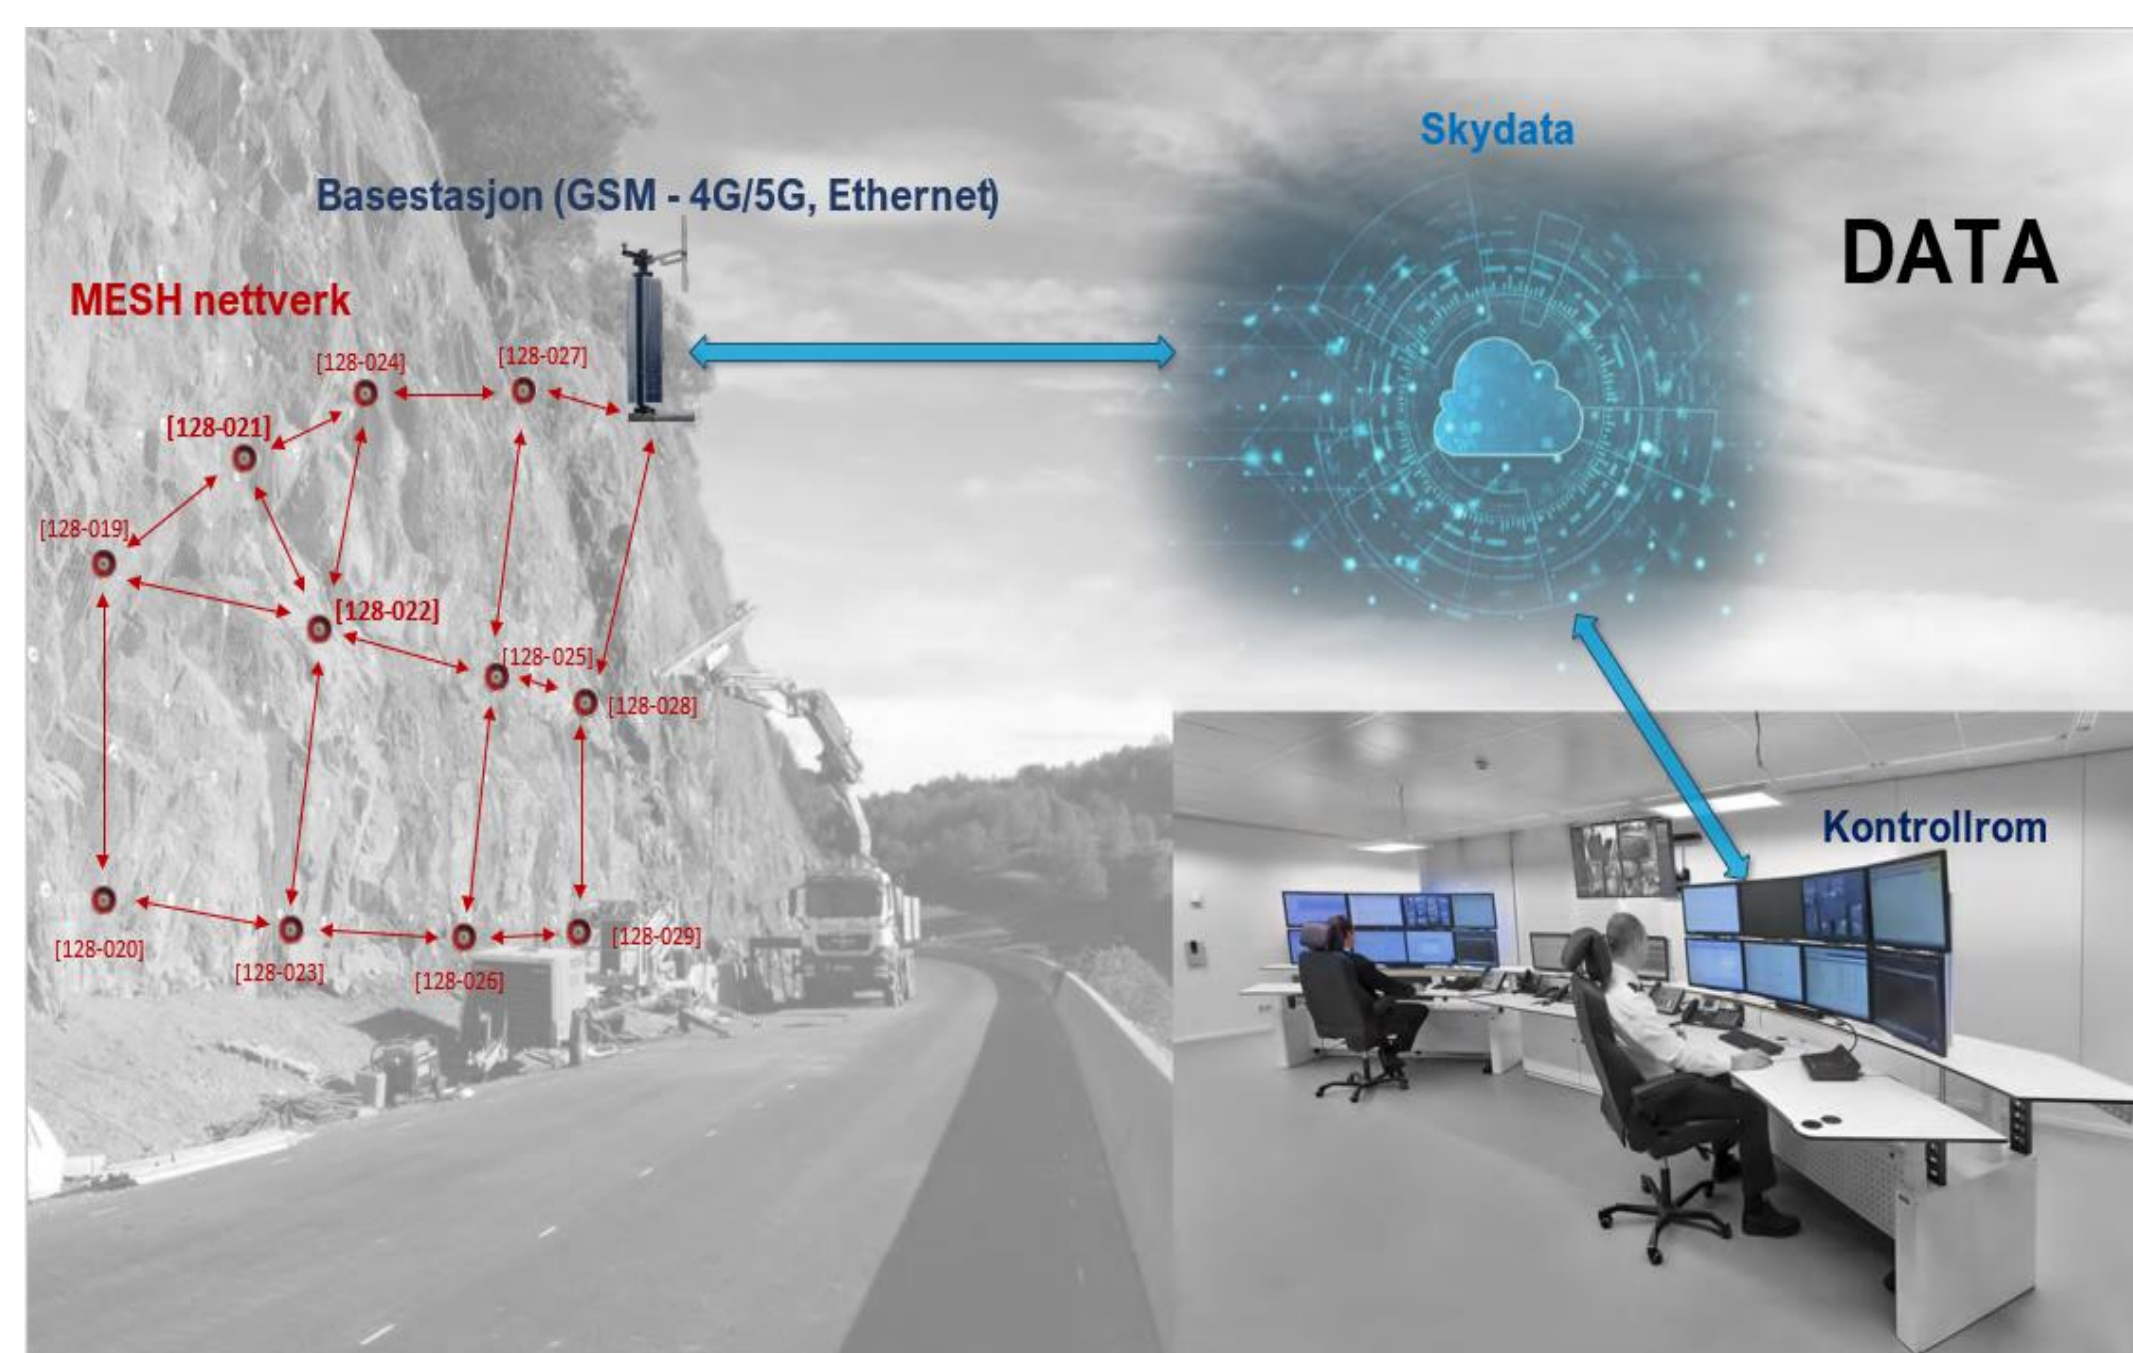 Skydata
Basestasjon (GSM - 4G/5G, Ethernet)
DATA
MESH nettverk
[128-024]
[128-027]
[128-021]
[128-019]
[128-022]
[128-025]
[128-028]
Kontrollrom
[128-020]
[128-023]
[128-026]
[128-029]